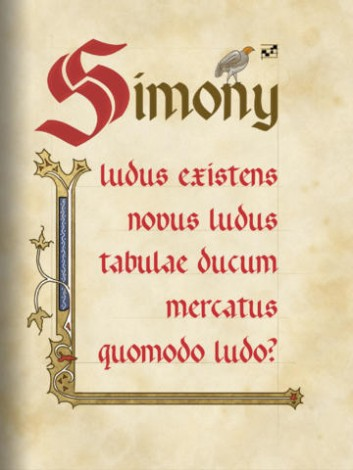 Simony
ludus existens
novus ludus
tabulae ducum
mercatus
quomodo ludo?